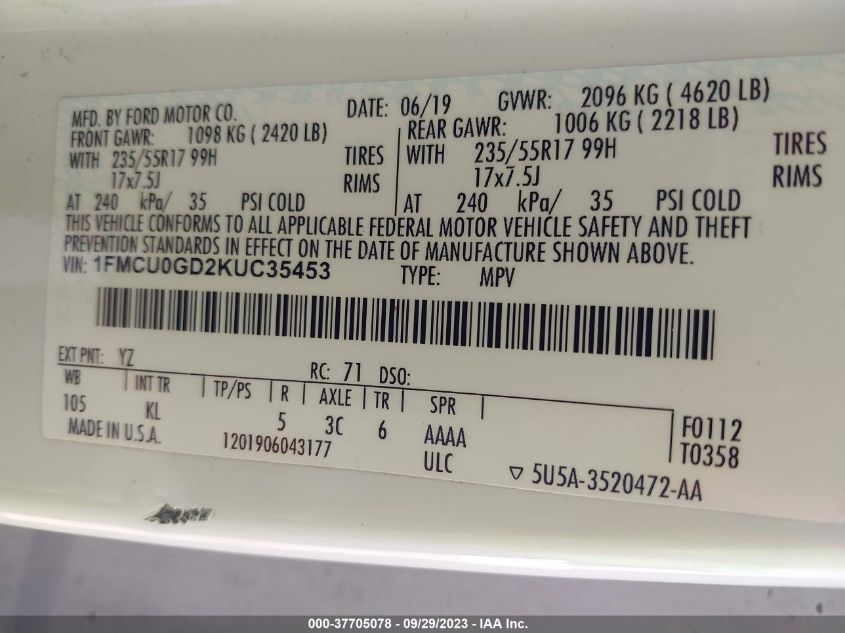 MFD. BY FORD MOTOR CO. DATE: 06/19 GVWR: 2096 KG ( 4620 LB)
FRONT GAWR: 1098 KG ( 2420 LB) REAR GAWR: 1006 KG ( 2218 LB)
WITH 235/55R17 99H TIRES WITH 235/55R17 99H TIRES
17x7.5J RIMS 17x7.5J RIMS
AT 240 kPa/ 35 PSI COLD AT 240 kPa/ 35 PSI COLD
THIS VEHICLE CONFORMS TO ALL APPLICABLE FEDERAL MOTOR VEHICLE SAFETY AND THEFT
PREVENTION STANDARDS IN EFFECT ON THE DATE OF MANUFACTURE SHOWN ABOVE.
VIN: 1FMCU0GD2KUC35453 TYPE: MPV
EXT PNT: YZ RC: 71 DSO:
WB INT TR TP/PS R AXLE TR SPR
105 KL 5 3C 6 AAAA F0112
MADE IN U.S.A. 1201906043177 ULC T0358
▽ 5U5A-3520472-AA
000-37705078 - 09/29/2023 - IAA Inc.